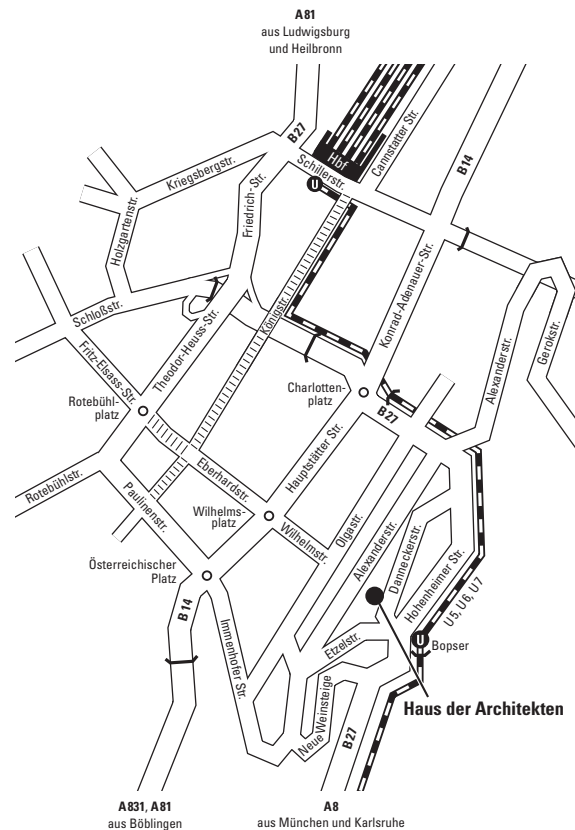 A81
aus Ludwigsburg
und Heilbronn
B27
Hbf
Cannstatter Str.
Schillerstr.
U
B14
Kriegsbergstr.
Holzgartenstr.
Friedrich-Str.
Königstr.
Konrad-Adenauer-Str.
Schloßstr.
Theodor-Heuss-Str.
Fritz-Elsass-Str.
Alexanderstr.
Gerokstr.
Rotebühl-
platz
Charlotten-
platz
B27
Rotebühlstr.
Paulinenstr.
Eberhardstr.
Hauptstätter Str.
Wilhelms-
platz
Wilhelmstr.
Olgastr.
Alexanderstr.
Danneckerstr.
Hohenheimer Str.
U5, U6, U7
Österreichischer
Platz
B14
Immenhofer Str.
Etzelstr.
U
Bopser
Neue
Weinsteige
B27
Haus der Architekten
A831, A81
aus Böblingen
A8
aus München und Karlsruhe